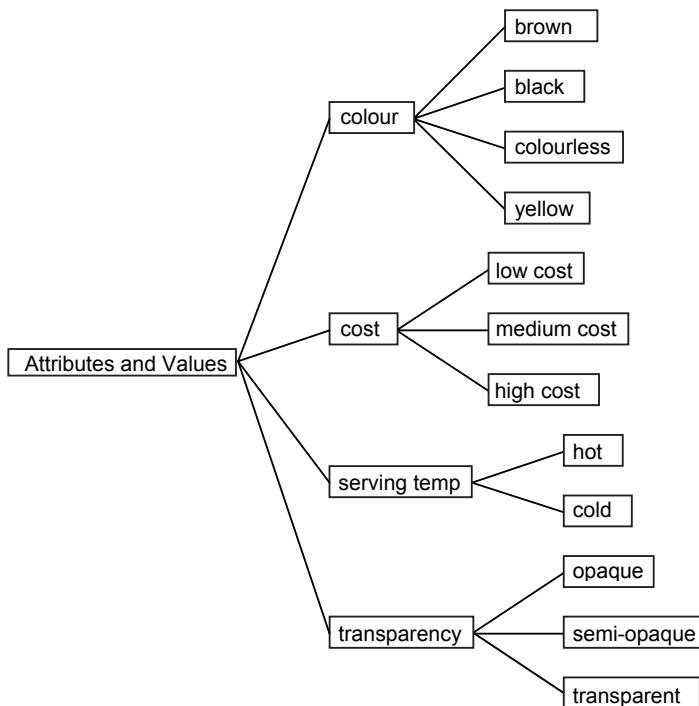 Attributes and Values
colour
brown
black
colourless
yellow
cost
low cost
medium cost
high cost
serving temp
hot
cold
transparency
opaque
semi-opaque
transparent